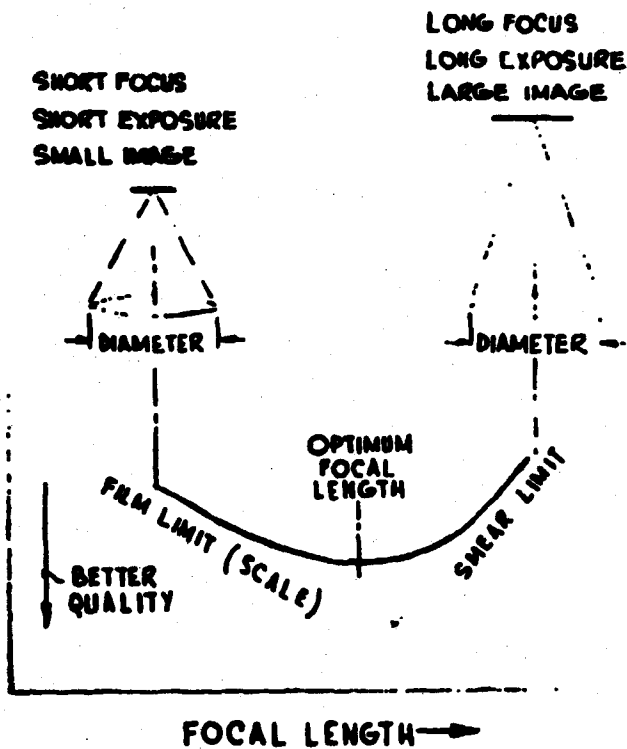 LONG FOCUS
LONG EXPOSURE
LARGE IMAGE
SHORT FOCUS
SHORT EXPOSURE
SMALL IMAGE
DIAMETER
DIAMETER
OPTIMUM
FOCAL
LENGTH
FILM LIMIT (SCALE)
SMEAR LIMIT
BETTER
QUALITY
FOCAL LENGTH